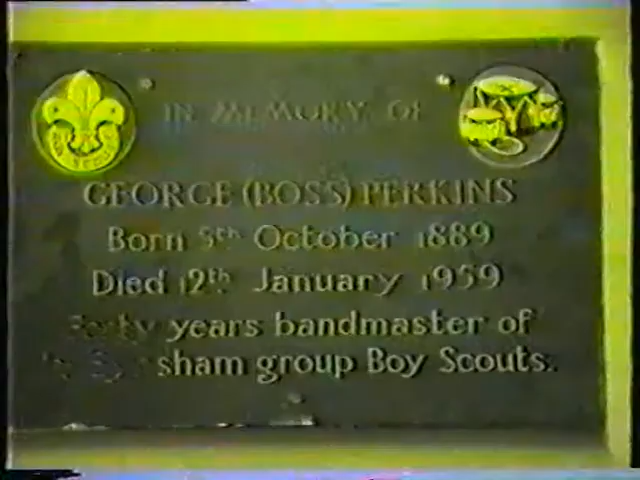 IN MEMORY OF
GEORGE (BOSS) PERKINS
Born 5th October 1889
Died 12th January 1959
Forty years bandmaster of
sham group Boy Scouts.